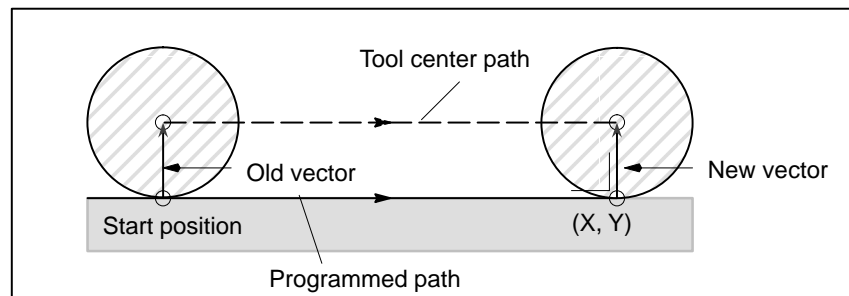 Tool center path
Old vector
New vector
Start position
(X, Y)
Programmed path